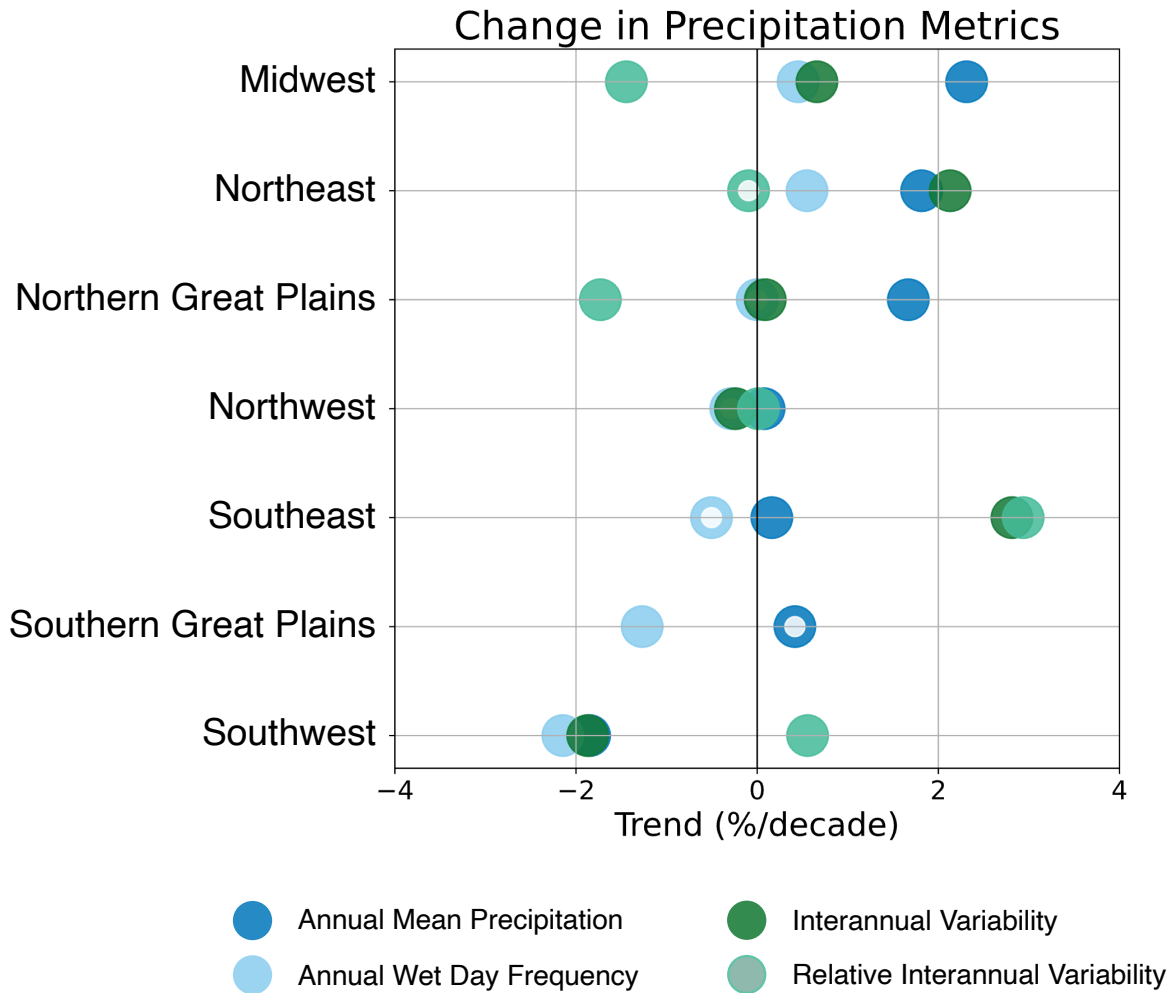 Change in Precipitation Metrics
Midwest
Northeast
Northern Great Plains
Northwest
Southeast
Southern Great Plains
Southwest
−4 −2 0 2 4
Trend (%/decade)
Annual Mean Precipitation Interannual Variability
Annual Wet Day Frequency Relative Interannual Variability